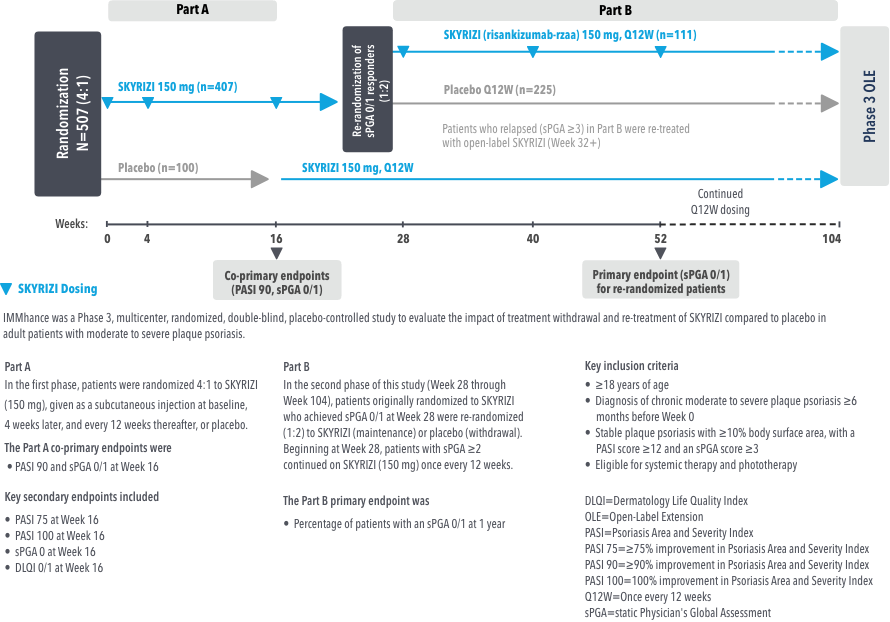 Part A
Part B
Randomization
N=507 (4:1)
SKYRIZI 150 mg (n=407)
Placebo (n=100)
Re-randomization of
sPGA 0/1 responders
(1:2)
SKYRIZI (risankizumab-rzaa) 150 mg, Q12W (n=111)
Placebo Q12W (n=225)
Patients who relapsed (sPGA ≥3) in Part B were re-treated
with open-label SKYRIZI (Week 32+)
SKYRIZI 150 mg, Q12W
Phase 3 OLE
Continued
Q12W dosing
Weeks:
0 4 16 28 40 52 104
Co-primary endpoints
(PASI 90, sPGA 0/1)
Primary endpoint (sPGA 0/1)
for re-randomized patients
SKYRIZI Dosing
IMMhance was a Phase 3, multicenter, randomized, double-blind, placebo-controlled study to evaluate the impact of treatment withdrawal and re-treatment of SKYRIZI compared to placebo in
adult patients with moderate to severe plaque psoriasis.
Part A
In the first phase, patients were randomized 4:1 to SKYRIZI
(150 mg), given as a subcutaneous injection at baseline,
4 weeks later, and every 12 weeks thereafter, or placebo.
The Part A co-primary endpoints were
• PASI 90 and sPGA 0/1 at Week 16
Key secondary endpoints included
• PASI 75 at Week 16
• PASI 100 at Week 16
• sPGA 0 at Week 16
• DLQI 0/1 at Week 16
Part B
In the second phase of this study (Week 28 through
Week 104), patients originally randomized to SKYRIZI
who achieved sPGA 0/1 at Week 28 were re-randomized
(1:2) to SKYRIZI (maintenance) or placebo (withdrawal).
Beginning at Week 28, patients with sPGA ≥2
continued on SKYRIZI (150 mg) once every 12 weeks.
The Part B primary endpoint was
• Percentage of patients with an sPGA 0/1 at 1 year
Key inclusion criteria
• ≥18 years of age
• Diagnosis of chronic moderate to severe plaque psoriasis ≥6
months before Week 0
• Stable plaque psoriasis with ≥10% body surface area, with a
PASI score ≥12 and an sPGA score ≥3
• Eligible for systemic therapy and phototherapy
DLQI=Dermatology Life Quality Index
OLE=Open-Label Extension
PASI=Psoriasis Area and Severity Index
PASI 75=≥75% improvement in Psoriasis Area and Severity Index
PASI 90=≥90% improvement in Psoriasis Area and Severity Index
PASI 100=100% improvement in Psoriasis Area and Severity Index
Q12W=Once every 12 weeks
sPGA=static Physician's Global Assessment